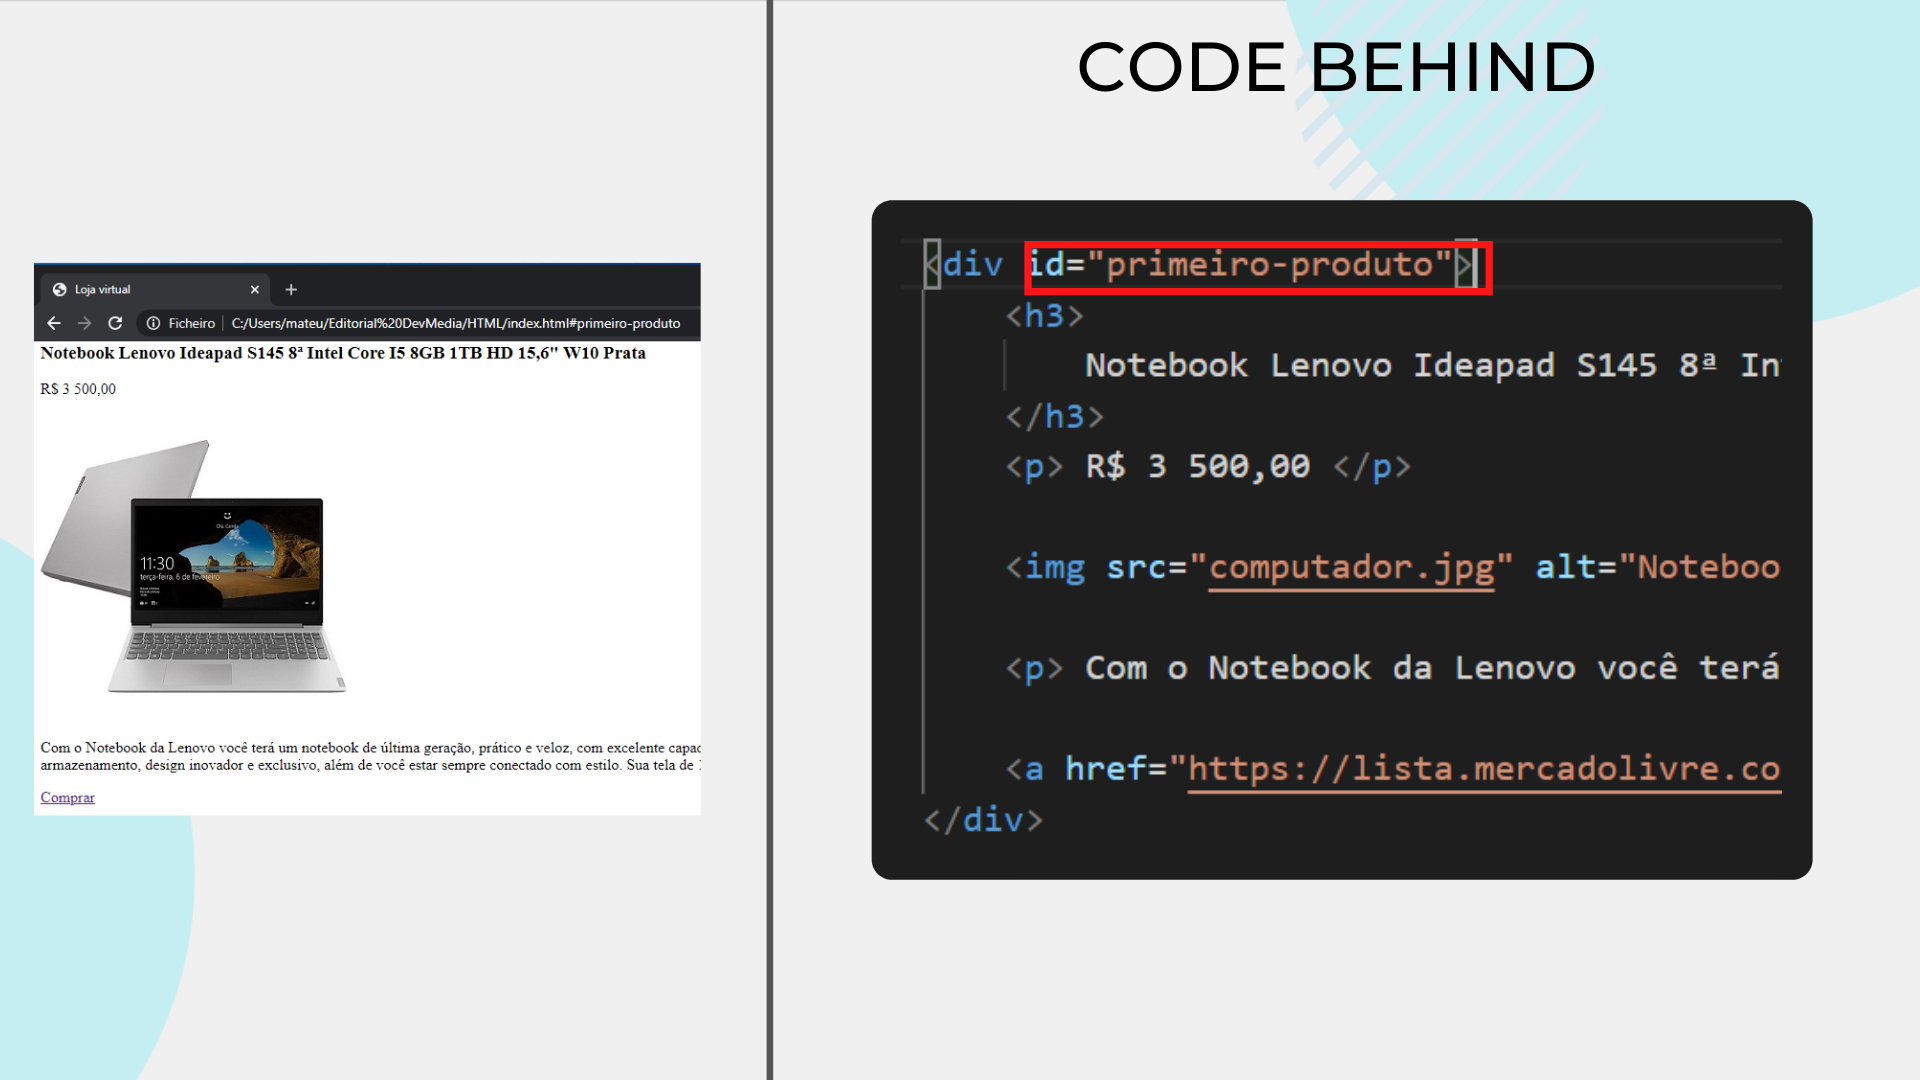 CODE BEHIND
Loja virtual
Ficheiro C:/Users/mateu/Editorial%20DevMedia/HTML/index.html#primeiro-produto
Notebook Lenovo Ideapad S145 8ª Intel Core I5 8GB 1TB HD 15,6" W10 Prata
R$ 3 500,00
11:30
terça-feira, 6 de fevereiro
Com o Notebook da Lenovo você terá um notebook de última geração, prático e veloz, com excelente capac
armazenamento, design inovador e exclusivo, além de você estar sempre conectado com estilo. Sua tela de
Comprar
<div id="primeiro-produto">
<h3>
Notebook Lenovo Ideapad S145 8ª In
</h3>
<p> R$ 3 500,00 </p>
<img src="computador.jpg" alt="Noteboo
<p> Com o Notebook da Lenovo você terá
<a href="https://lista.mercadolivre.co
</div>